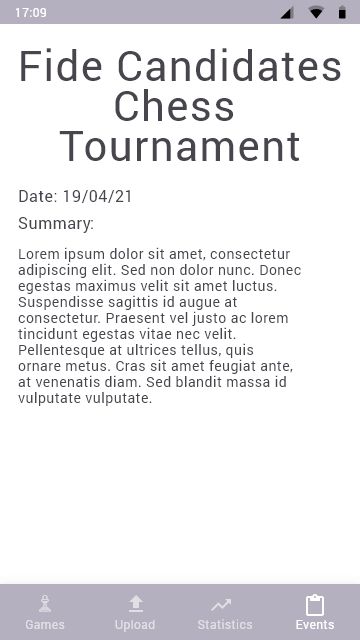 17:09
Fide Candidates
Chess
Tournament
Date: 19/04/21
Summary:
Lorem ipsum dolor sit amet, consectetur
adipiscing elit. Sed non dolor nunc. Donec
egestas maximus velit sit amet luctus.
Suspendisse sagittis id augue at
consectetur. Praesent vel justo ac lorem
tincidunt egestas vitae nec velit.
Pellentesque at ultrices tellus, quis
ornare metus. Cras sit amet feugiat ante,
at venenatis diam. Sed blandit massa id
vulputate vulputate.
Games
Upload
Statistics
Events